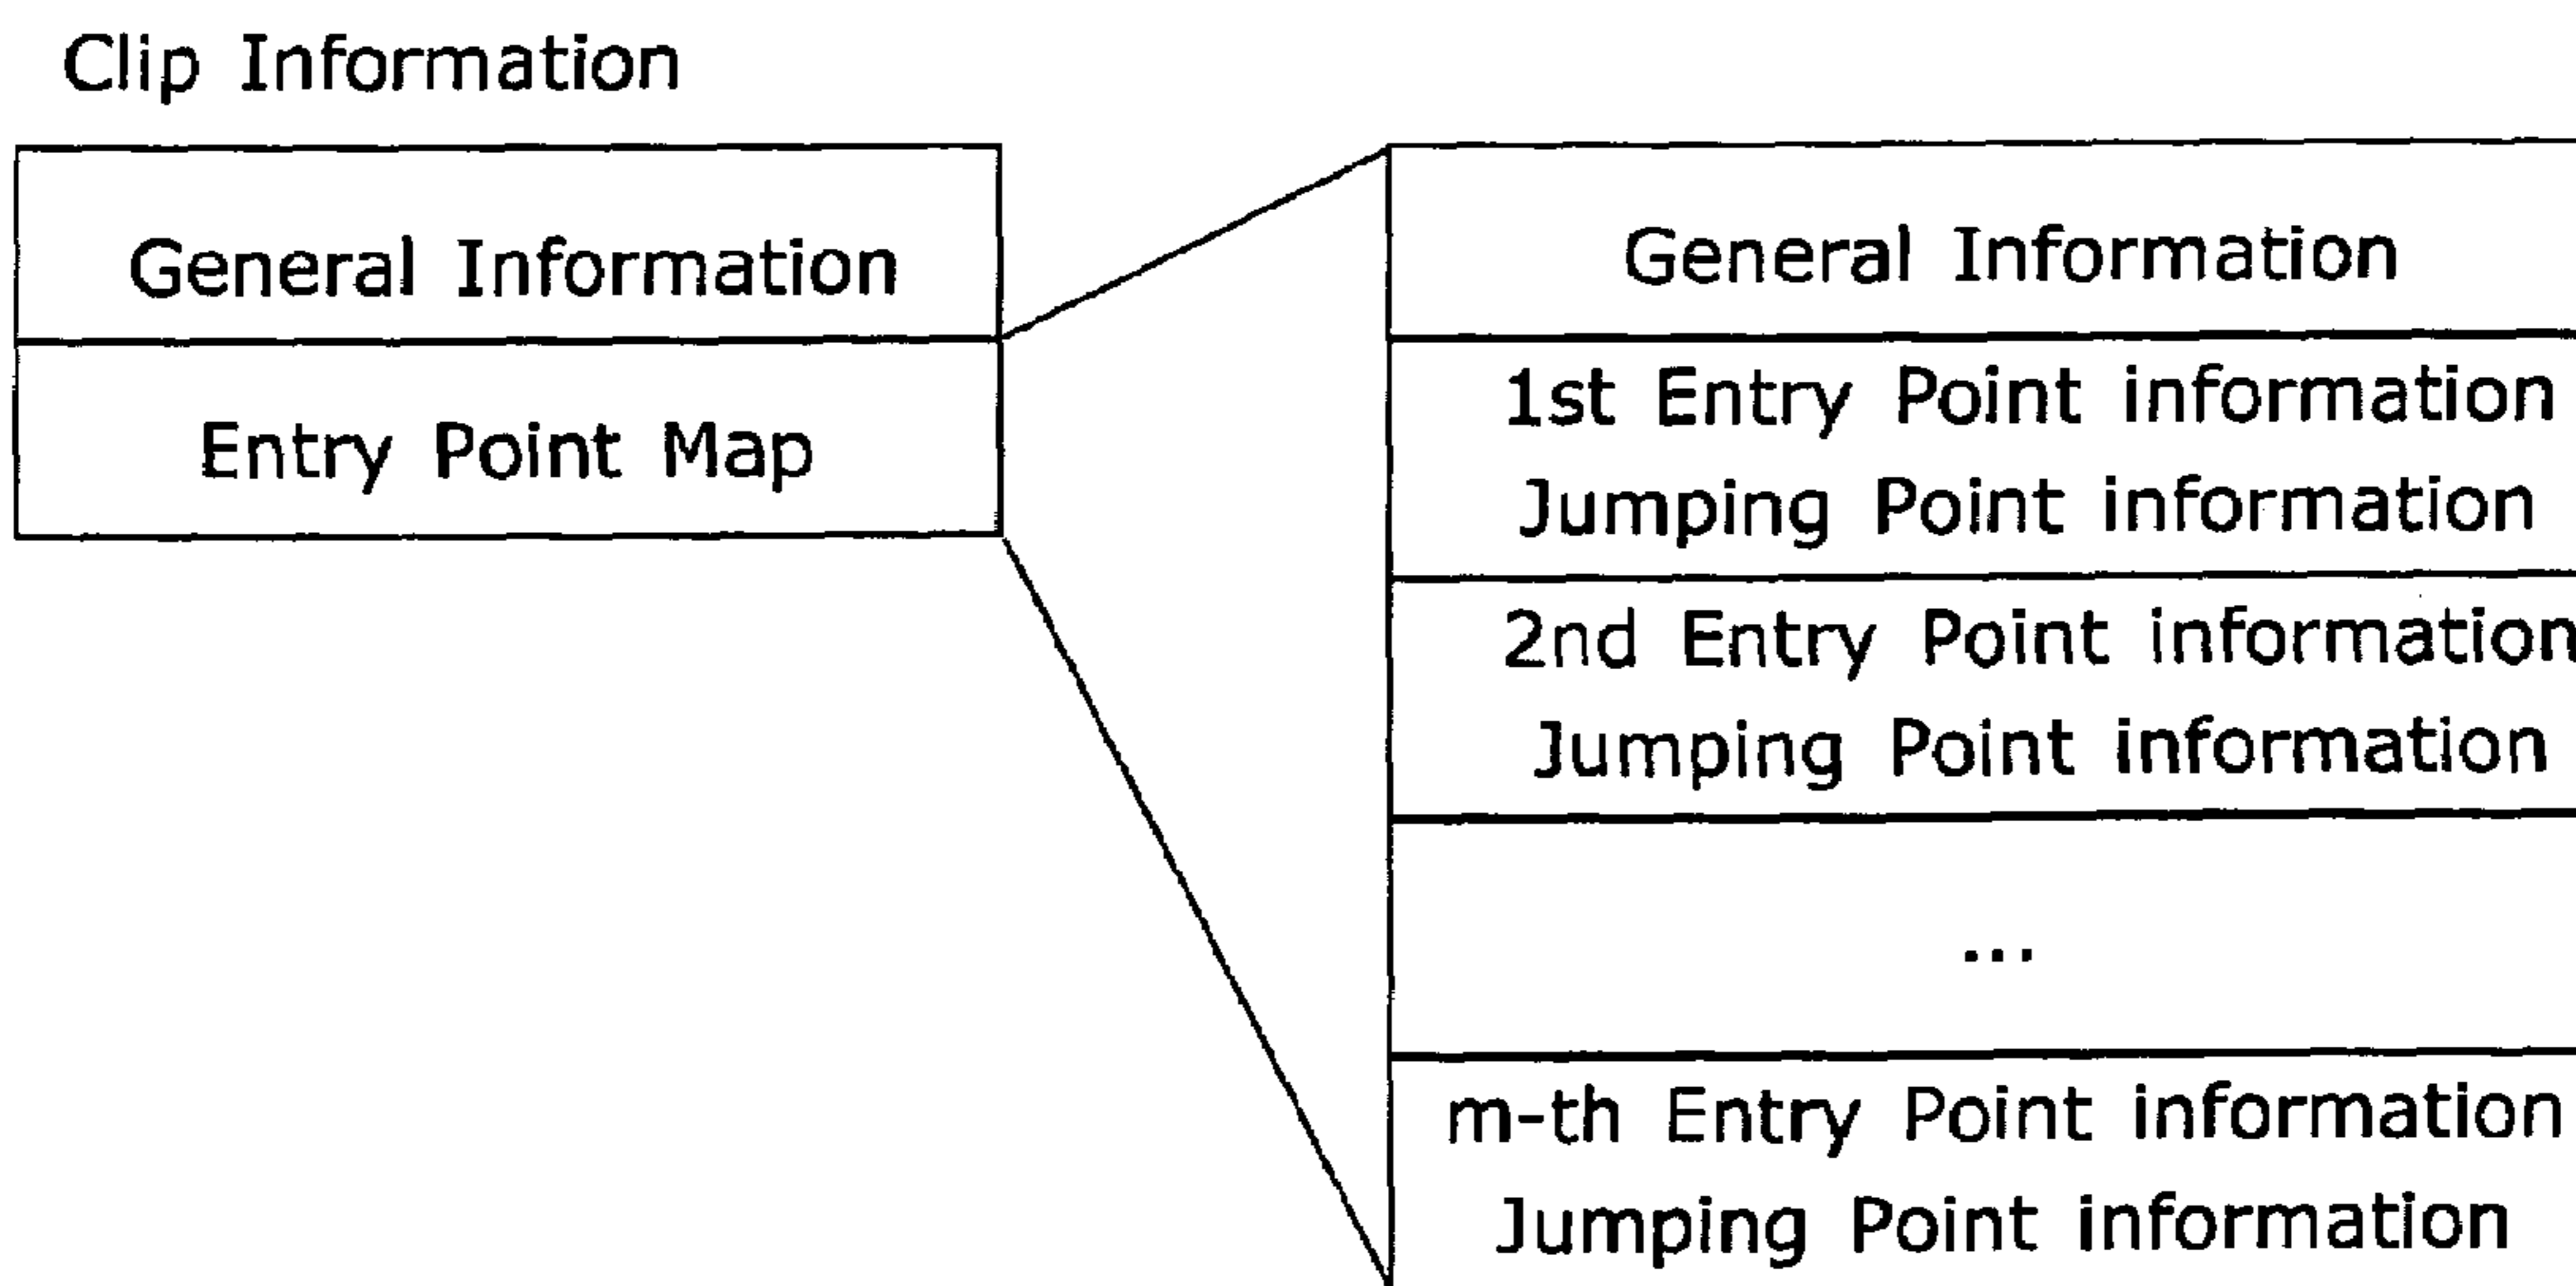 Clip Information
General Information
Entry Point Map
General Information
1st Entry Point information
Jumping Point information
2nd Entry Point information
Jumping Point information
...
m-th Entry Point information
Jumping Point information